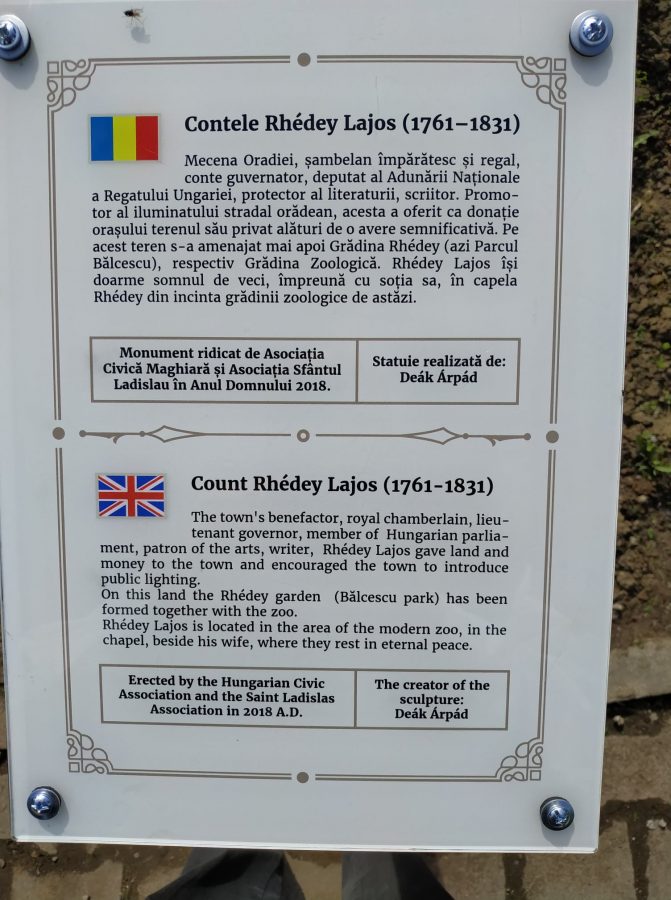 Contele Rhédey Lajos (1761–1831)
Mecena Oradiei, șambelan împărătesc și regal,
conte guvernator, deputat al Adunării Naționale
a Regatului Ungariei, protector al literaturii, scriitor. Promo-
tor al iluminatului stradal orădean, acesta a oferit ca donație
orașului terenul său privat alături de o avere semnificativă. Pe
acest teren s-a amenajat mai apoi Grădina Rhédey (azi Parcul
Bălcescu), respectiv Grădina Zoologică. Rhédey Lajos își
doarme somnul de veci, împreună cu soția sa, în capela
Rhédey din incinta grădinii zoologice de astăzi.
Monument ridicat de Asociația
Civică Maghiară și Asociația Sfântul
Ladislau în Anul Domnului 2018.
Statuie realizată de:
Deák Árpád
Count Rhédey Lajos (1761-1831)
The town's benefactor, royal chamberlain, lieu-
tenant governor, member of Hungarian parlia-
ment, patron of the arts, writer, Rhédey Lajos gave land and
money to the town and encouraged the town to introduce
public lighting.
On this land the Rhédey garden (Bălcescu park) has been
formed together with the zoo.
Rhédey Lajos is located in the area of the modern zoo, in the
chapel, beside his wife, where they rest in eternal peace.
Erected by the Hungarian Civic
Association and the Saint Ladislas
Association in 2018 A.D.
The creator of the
sculpture:
Deák Árpád